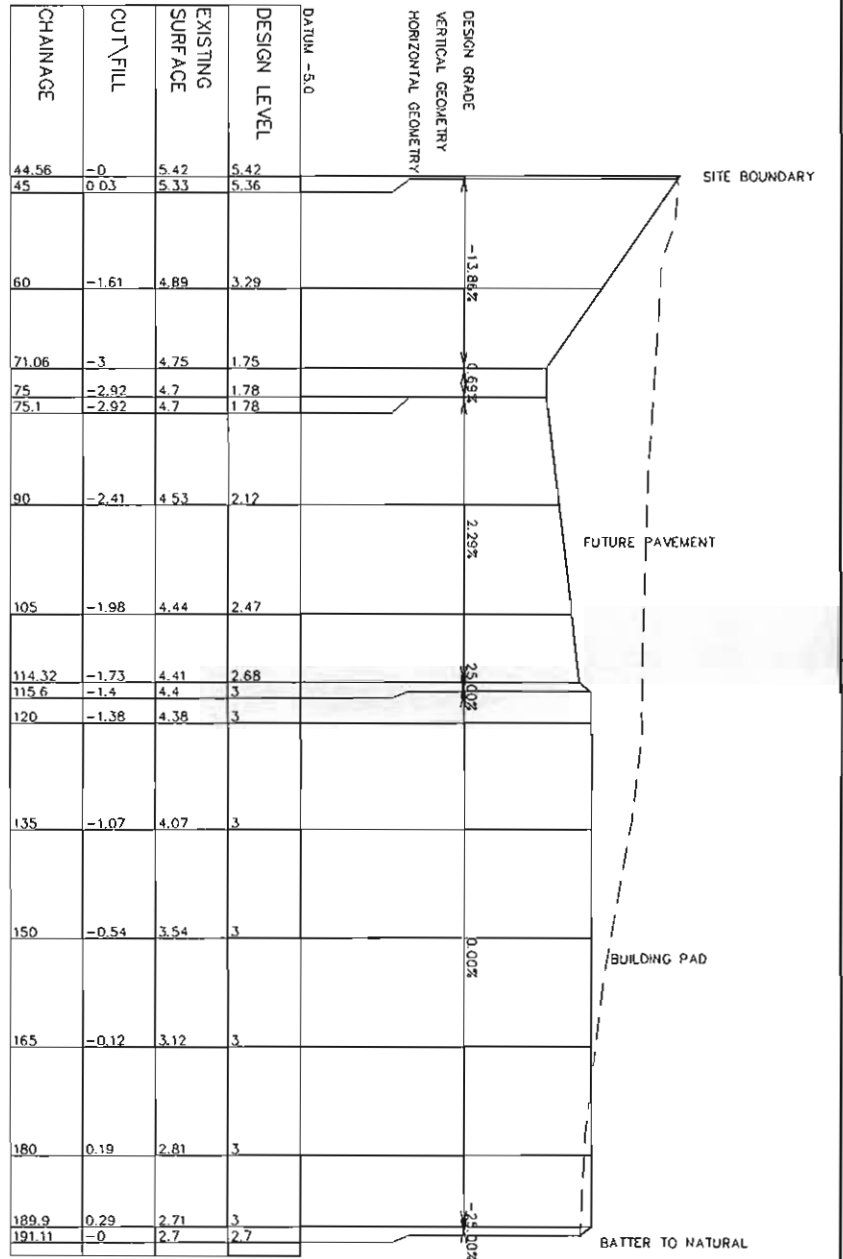 DATUM -5.0
DESIGN GRADE
VERTICAL GEOMETRY
HORIZONTAL GEOMETRY
CHAINAGE CUT\FILL EXISTING SURFACE DESIGN LEVEL
44.56 -0 5.42 5.42
45 0.03 5.33 5.36
60 -1.61 4.89 3.29
71.06 -3 4.75 1.75
75 -2.92 4.7 1.78
75.1 -2.92 4.7 1.78
90 -2.41 4.53 2.12
105 -1.98 4.44 2.47
114.32 -1.73 4.41 2.68
115.6 -1.4 4.4 3
120 -1.38 4.38 3
135 -1.07 4.07 3
150 -0.54 3.54 3
165 -0.12 3.12 3
180 0.19 2.81 3
189.9 0.29 2.71 3
191.11 -0 2.7 2.7
-13.86%
0.69%
2.29%
25.00%
0.00%
-25.00%
SITE BOUNDARY
FUTURE PAVEMENT
BUILDING PAD
BATTER TO NATURAL